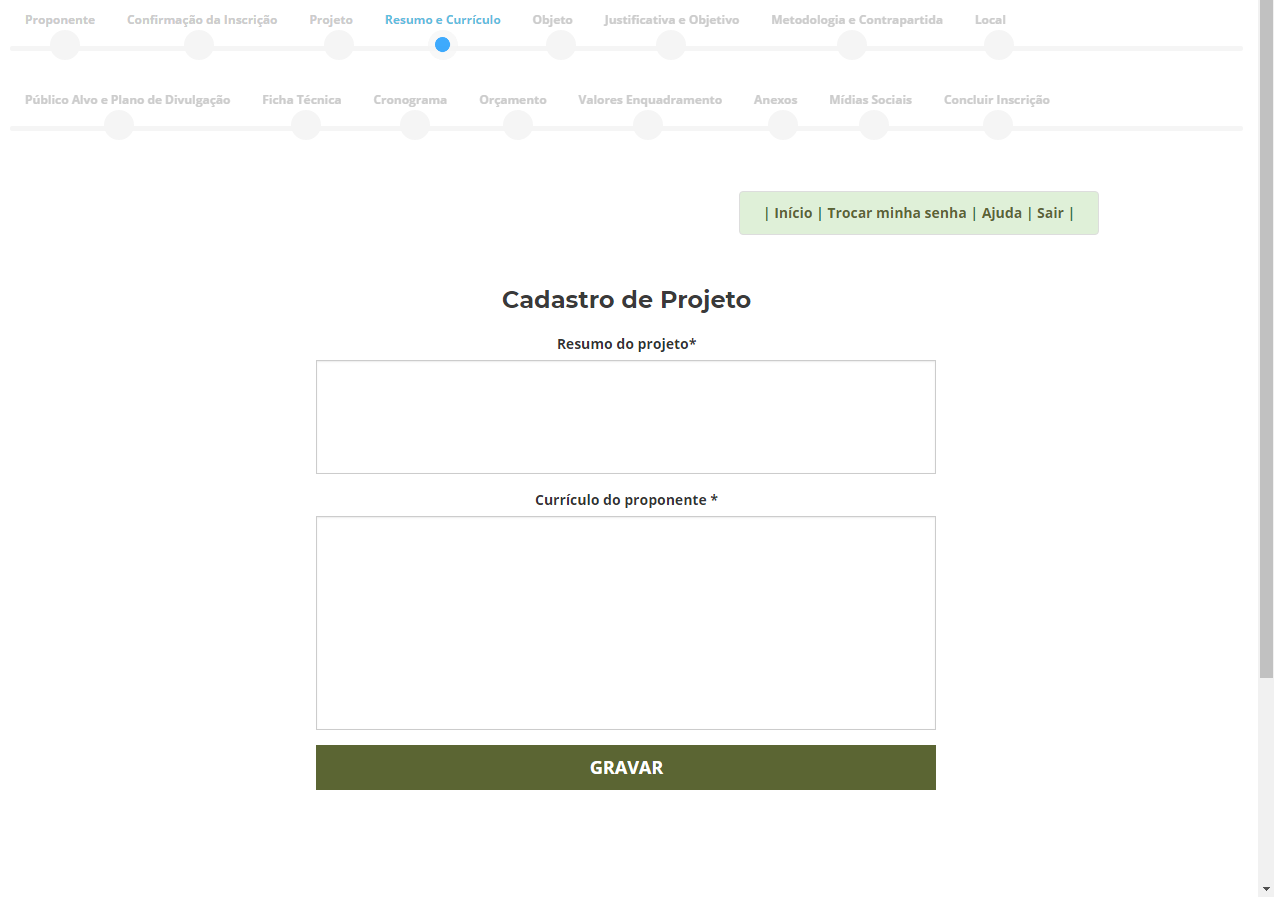 Proponente Confirmação da Inscrição Projeto Resumo e Currículo Objeto Justificativa e Objetivo Metodologia e Contrapartida Local
Público Alvo e Plano de Divulgação Ficha Técnica Cronograma Orçamento Valores Enquadramento Anexos Mídias Sociais Concluir Inscrição
| Início | Trocar minha senha | Ajuda | Sair |
Cadastro de Projeto
Resumo do projeto*
Currículo do proponente *
GRAVAR